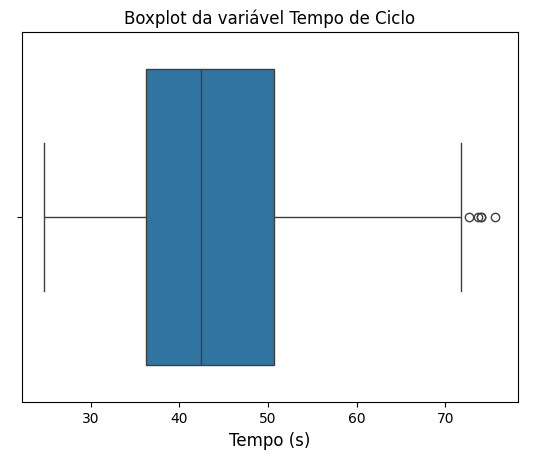 Boxplot da variável Tempo de Ciclo
30 40 50 60 70
Tempo (s)